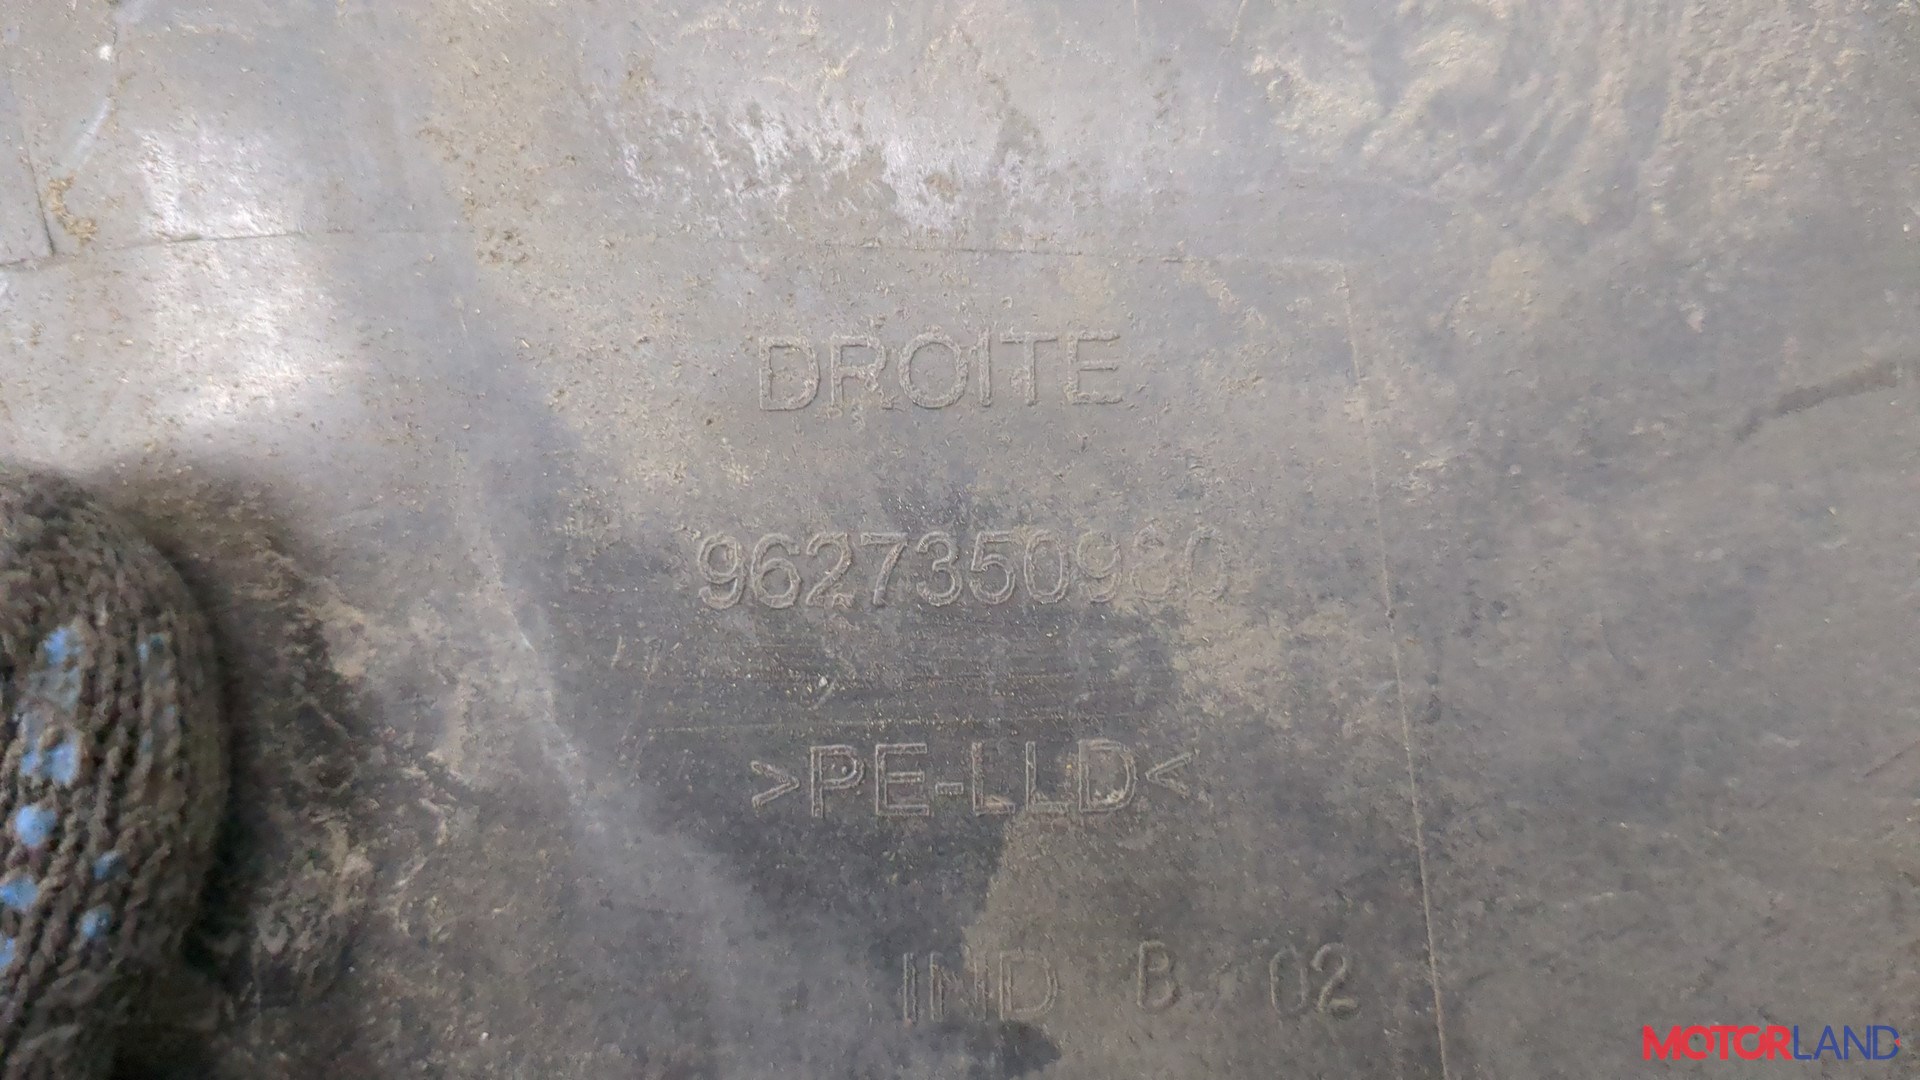 DROITE
9627350980
>PE-LLD<
IND B 02
MOTORLAND